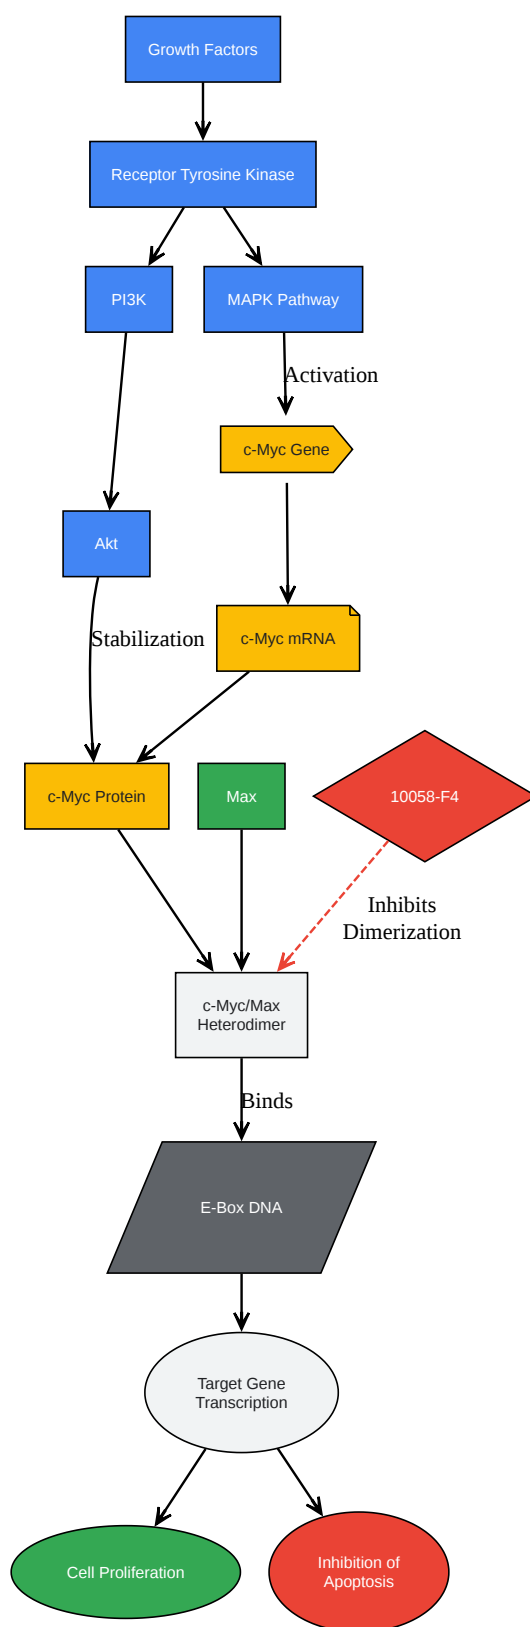 Growth Factors
Receptor Tyrosine Kinase
PI3K
MAPK Pathway
Activation
c-Myc Gene
Akt
Stabilization
c-Myc mRNA
c-Myc Protein
Max
10058-F4
Inhibits
Dimerization
c-Myc/Max
Heterodimer
Binds
E-Box DNA
Target Gene
Transcription
Cell Proliferation
Inhibition of
Apoptosis